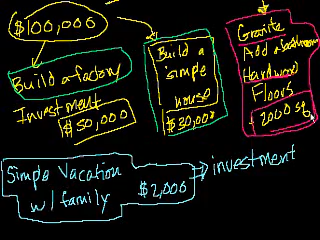 $100,000
Build a factory
Investment
$50,000
Build a
simple
house
$30,000
Granite
Add a bathroom
Hardwood
Floors
+ 2000 sq
Simple Vacation
w/ family
$2,000
investment